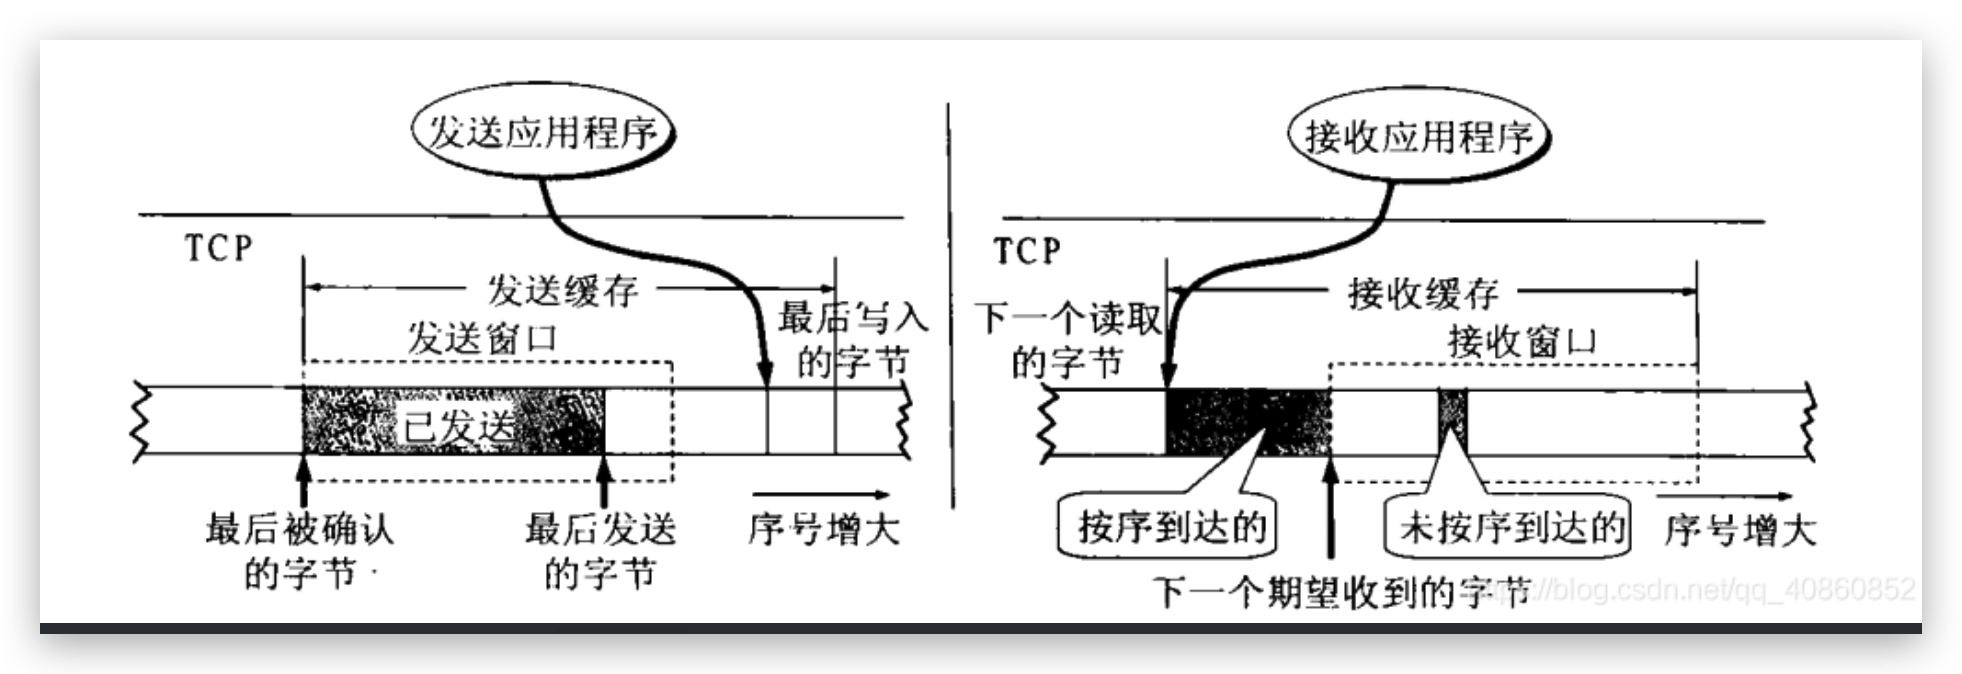 发送应用程序
TCP
发送缓存
发送窗口
最后写入
的字节
已发送
最后被确认
的字节
最后发送
的字节
序号增大
接收应用程序
TCP
接收缓存
下一个读取
的字节
接收窗口
按序到达的
未按序到达的
序号增大
下一个期望收到的字节
https://blog.csdn.net/qq_40860852